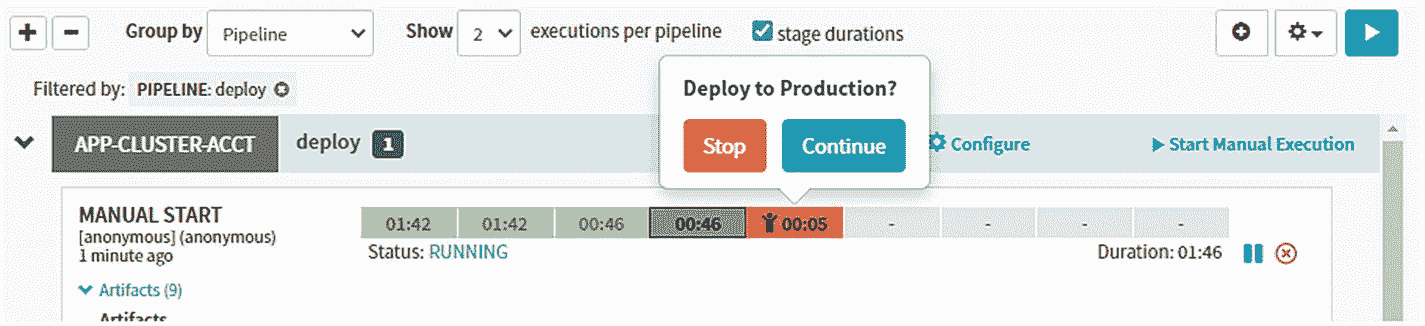 Group by Pipeline Show 2 executions per pipeline stage durations
Filtered by: PIPELINE: deploy
Deploy to Production?
Stop Continue
APP-CLUSTER-ACCT deploy 1 Configure Start Manual Execution
MANUAL START
[anonymous] (anonymous)
1 minute ago
01:42 01:42 00:46 00:46 00:05 - - - -
Status: RUNNING Duration: 01:46
Artifacts (9)
Artifacts